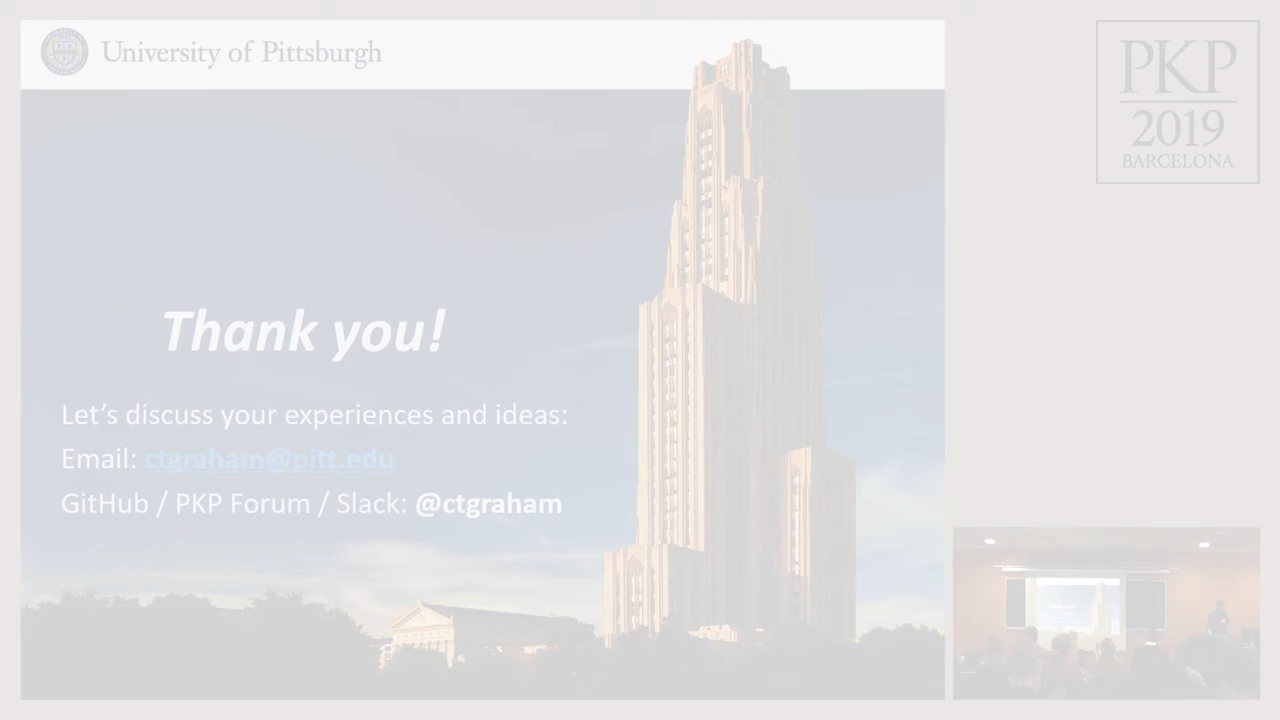 University of Pittsburgh
Thank you!
Let’s discuss your experiences and ideas:
Email: ctgraham@pitt.edu
GitHub / PKP Forum / Slack: @ctgraham
PKP
2019
BARCELONA